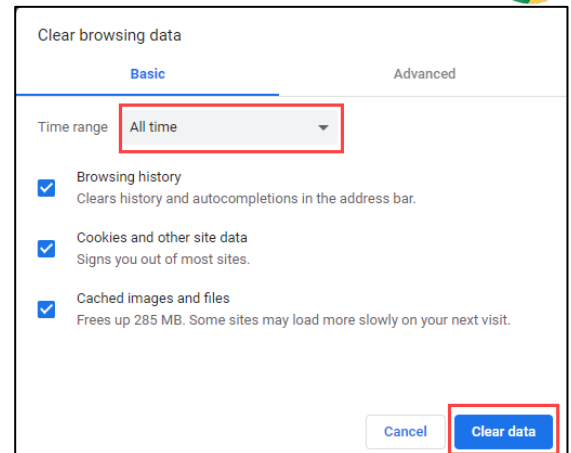 Clear browsing data
Basic Advanced
Time range All time
Browsing history
Clears history and autocompletions in the address bar.
Cookies and other site data
Signs you out of most sites.
Cached images and files
Frees up 285 MB. Some sites may load more slowly on your next visit.
Cancel Clear data